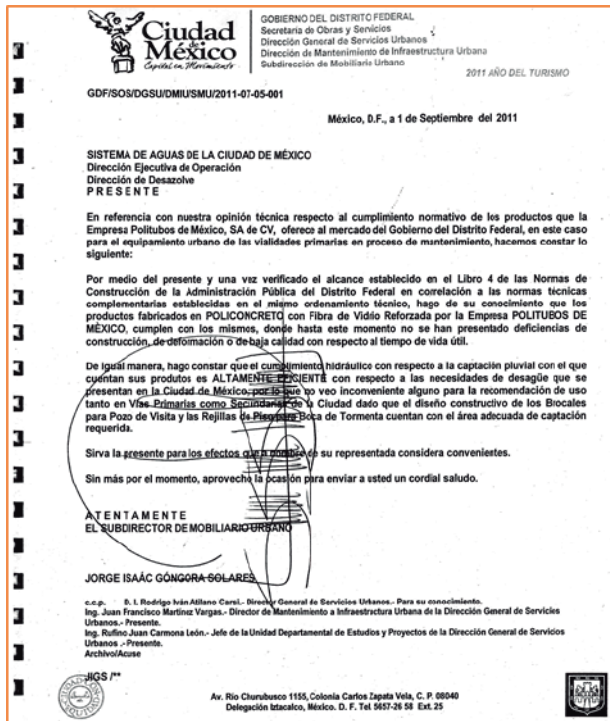 Ciudad
de
México
Capital en Movimiento
GOBIERNO DEL DISTRITO FEDERAL
Secretaría de Obras y Servicios
Dirección General de Servicios Urbanos
Dirección de Mantenimiento de Infraestructura Urbana
Subdirección de Mobiliario Urbano
2011 AÑO DEL TURISMO
GDF/SOS/DGSU/DMIU/SMU/2011-07-05-001
México, D.F., a 1 de Septiembre del 2011
SISTEMA DE AGUAS DE LA CIUDAD DE MÉXICO
Dirección Ejecutiva de Operación
Dirección de Desazolve
P R E S E N T E
En referencia con nuestra opinión técnica respecto al cumplimiento normativo de los productos que la
Empresa Politubos de México, SA de CV, oferece al mercado del Gobierno del Distrito Federal, en este caso
para el equipamiento urbano de las vialidades primarias en proceso de mantenimiento, hacemos constar lo
siguiente:
Por medio del presente y una vez verificado el alcance establecido en el Libro 4 de las Normas de
Construcción de la Administración Pública del Distrito Federal en correlación a las normas técnicas
complementarias establecidas en el mismo ordenamiento técnico, hago de su conocimiento que los
productos fabricados en POLICONCRETO con Fibra de Vidrio Reforzada por la Empresa POLITUBOS DE
MÉXICO, cumplen con los mismos, donde hasta este momento no se han presentado deficiencias de
construcción, de deformación o de baja calidad con respecto al tiempo de vida útil.
De igual manera, hago constar que el cumplimiento hidráulico con respecto a la captación pluvial con el que
cuentan sus produtos es ALTAMENTE EFICIENTE con respecto a las necesidades de desagüe que se
presentan en la Ciudad de México, por lo que no veo inconveniente alguno para la recomendación de uso
tanto en Vías Primarias como Secundarias de la Ciudad dado que el diseño constructivo de los Brocales
para Pozo de Visita y las Rejillas de Piso para Boca de Tormenta cuentan con el área adecuada de captación
requerida.
Sirva la presente para los efectos que a nombre de su representada considera convenientes.
Sin más por el momento, aprovecho la ocasión para enviar a usted un cordial saludo.
A T E N T A M E N T E
EL SUBDIRECTOR DE MOBILIARIO URBANO
JORGE ISAÁC GÓNGORA SOLARES
c.c.p. D. I. Rodrigo Iván Atilano Carsi.- Director General de Servicios Urbanos.- Para su conocimiento.
Ing. Juan Francisco Martínez Vargas.- Director de Mantenimiento a Infraestructura Urbana de la Dirección General de Servicios
Urbanos.- Presente.
Ing. Rufino Juan Carmona León.- Jefe de la Unidad Departamental de Estudios y Proyectos de la Dirección General de Servicios
Urbanos .- Presente.
Archivo/Acuse
JIGS /**
Av. Río Churubusco 1155, Colonia Carlos Zapata Vela, C. P. 08040
Delegación Iztacalco, México. D. F. Tel 5657-26 58 Ext. 25